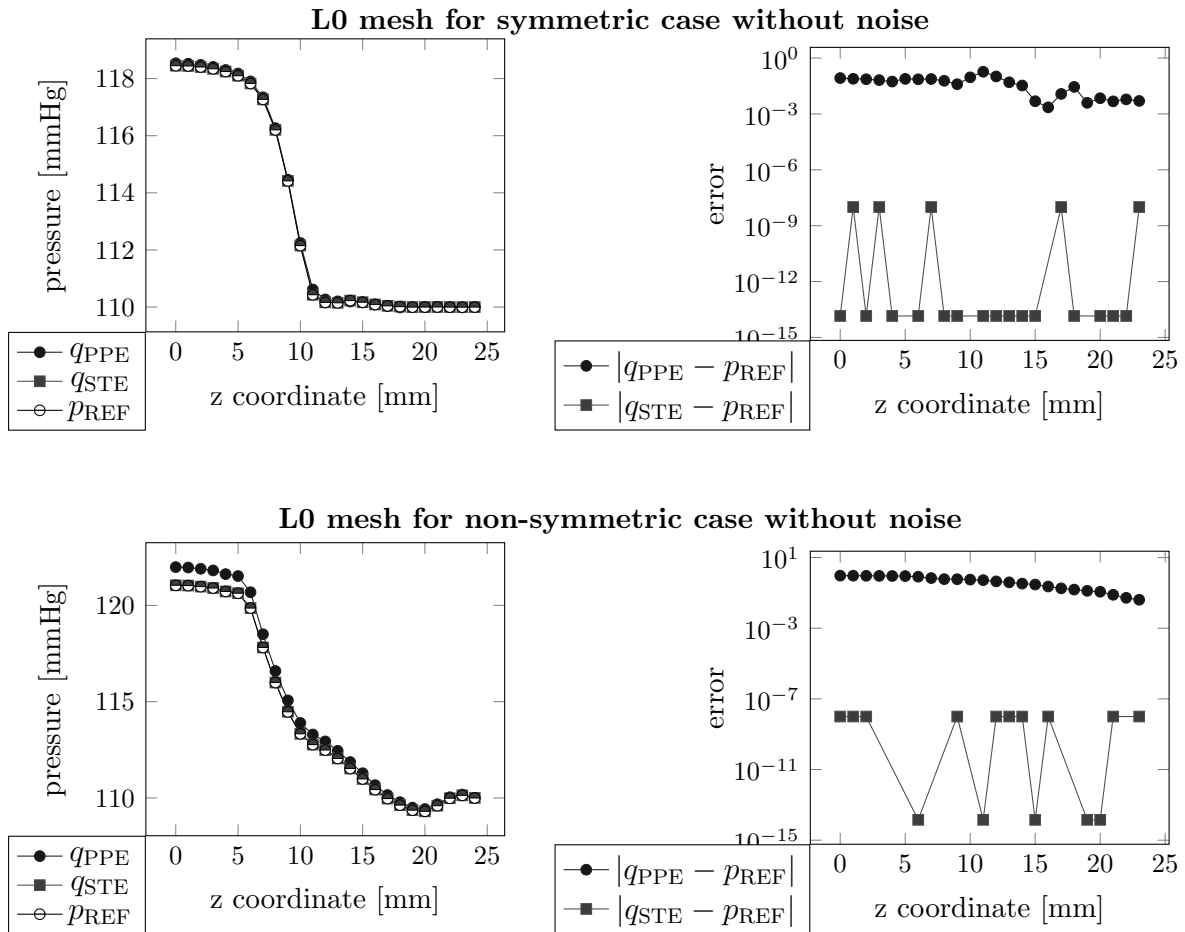 L0 mesh for symmetric case without noise
pressure [mmHg]
118
116
114
112
110
0 5 10 15 20 25
z coordinate [mm]
q_PPE
q_STE
p_REF
error
10^0
10^−3
10^−6
10^−9
10^−12
10^−15
0 5 10 15 20 25
z coordinate [mm]
|q_PPE − p_REF|
|q_STE − p_REF|
L0 mesh for non-symmetric case without noise
pressure [mmHg]
120
115
110
0 5 10 15 20 25
z coordinate [mm]
q_PPE
q_STE
p_REF
error
10^1
10^−3
10^−7
10^−11
10^−15
0 5 10 15 20 25
z coordinate [mm]
|q_PPE − p_REF|
|q_STE − p_REF|